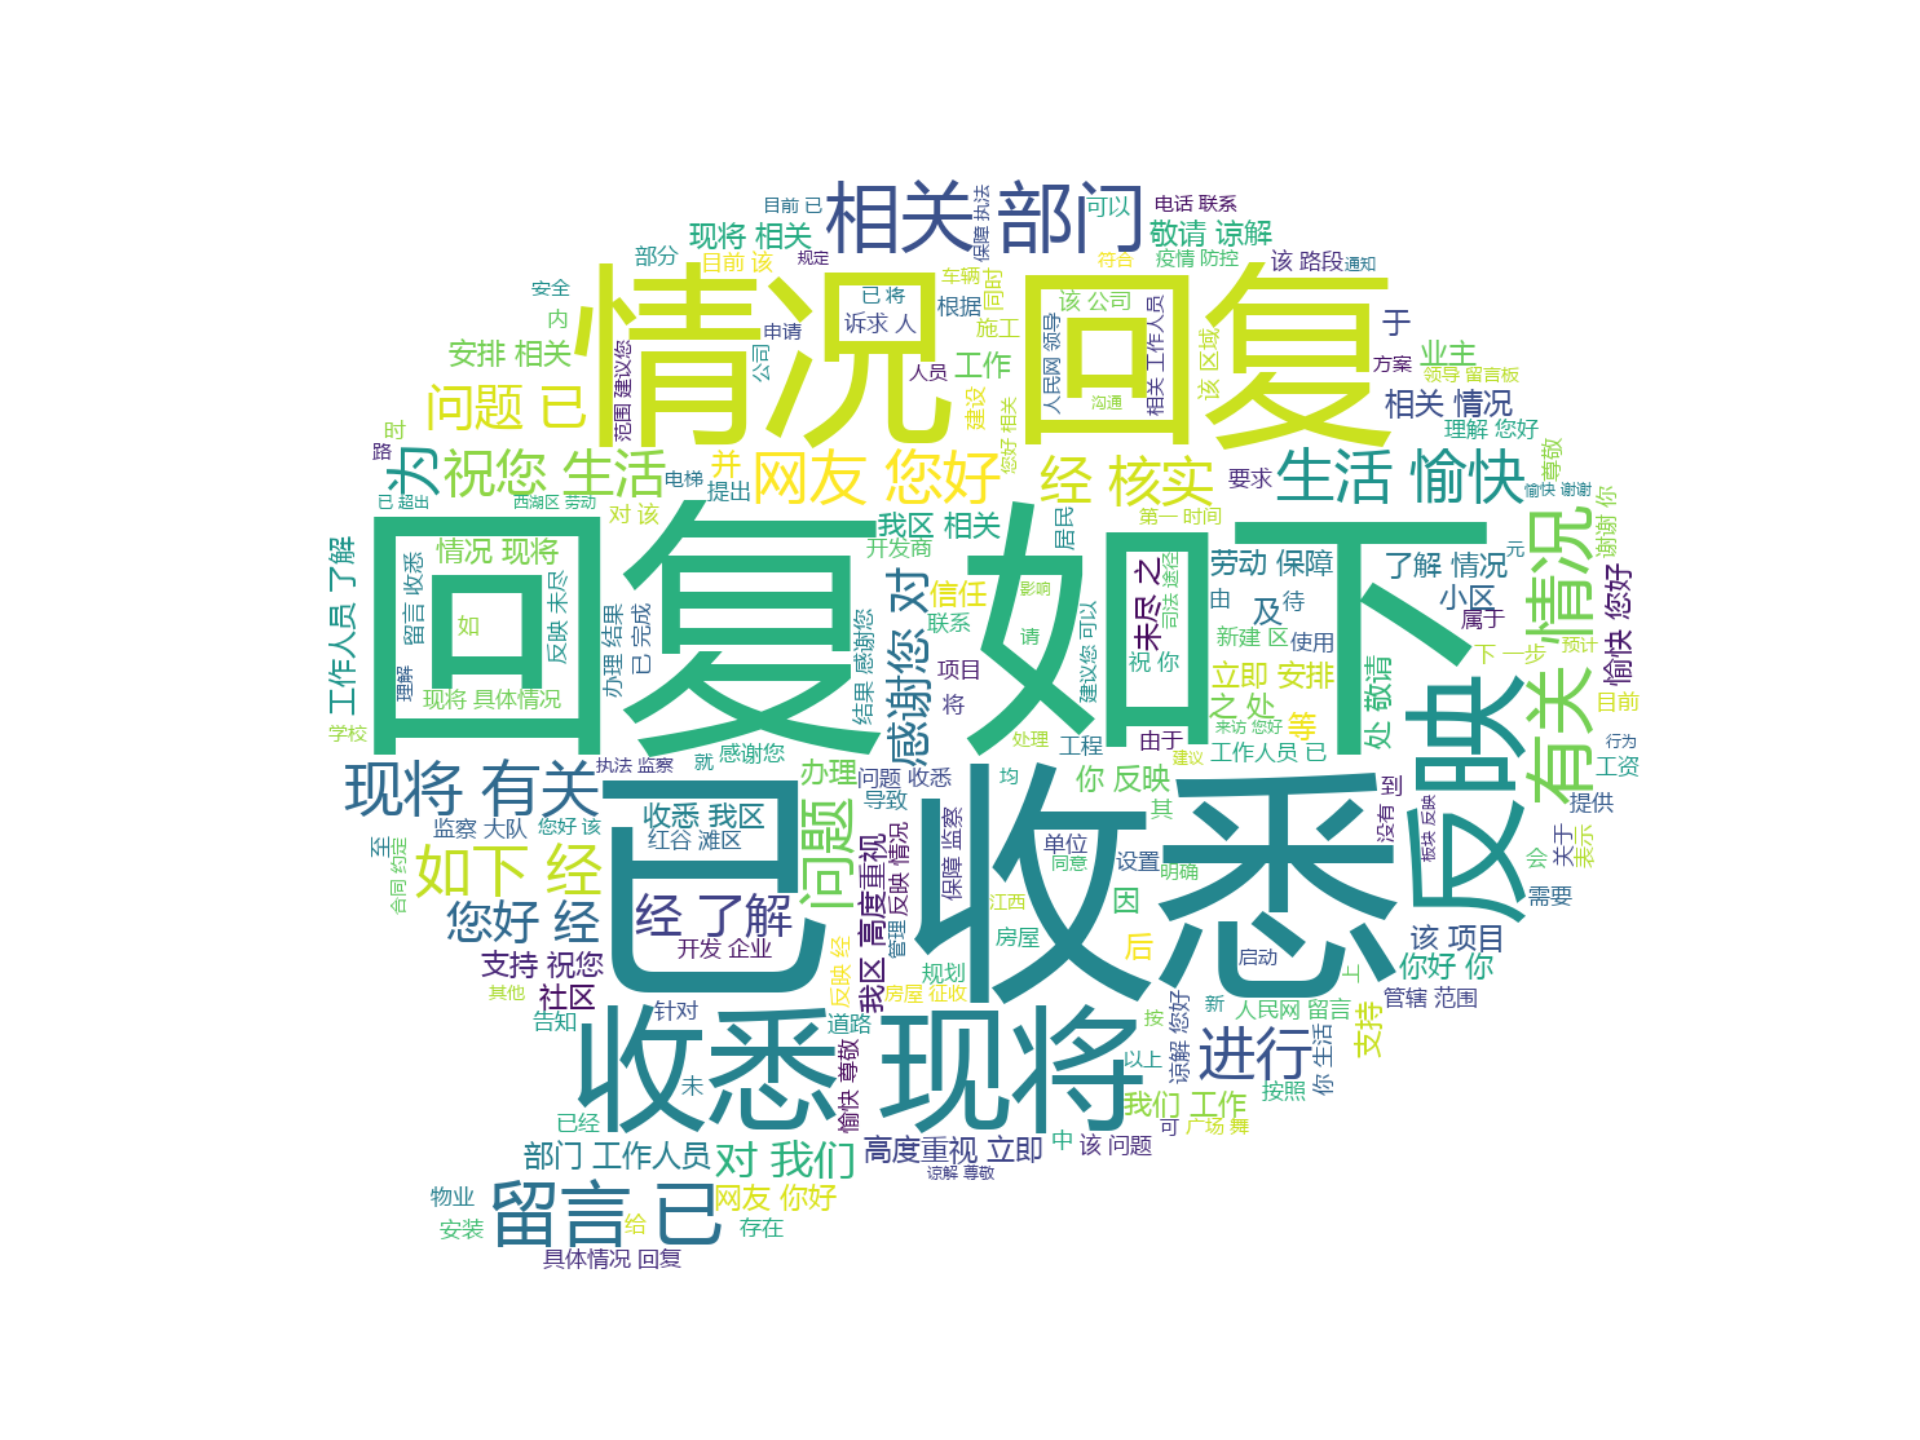 目前 已
保障 执法
相关 部门
可以
电话 联系
现将 相关
敬请 谅解
部分
目前 该
规定
符合
疫情 防控
该 路段
通知
安全
情况 回复
车辆
同时
已 将
根据
该 公司
内
诉求 人
申请
施工
人民网 领导
相关 工作人员
于
安排 相关
范围 建议您
公司
人员
工作
该 区域
方案
业主
领导 留言板
问题 已
建设
沟通
相关 情况
您好 相关
时
路
为
祝您 生活
电梯
并
提出
网友 您好
经 核实
要求
生活 愉快
理解 您好
尊敬
愉快 谢谢
已 超出
西湖区 劳动
对 该
我区 相关
第一 时间
居民
谢谢 你
工作人员 了解
回复 如下
情况 现将
留言 收悉
反映 未尽
开发商
未尽 之
司法 途径
劳动 保障
了解 情况
元
有关 情况
愉快 您好
如
理解
现将 具体情况
办理 结果
已 完成
结果 感谢您
感谢您 对
信任
影响
联系
请
建议您 可以
祝 你
由
及
待
小区
属于
新建 区
使用
下 一步
预计
项目
将
立即 安排
之 处
处 敬请
目前
学校
处理
工程
由于
来访 您好
等
建议
工作人员 已
行为
工资
执法 监察
就
感谢您
现将 有关
办理
问题 收悉
均
你 反映
到
反映
提供
已 收悉
收悉 我区
导致
其
没有
板块 反映
监察 大队
您好 该
红谷 滩区
问题
我区 高度重视
反映 情况
保障 监察
单位
同意
设置
明确
至
合同 约定
如下 经
会
关于
表示
您好 经
经 了解
江西
因
需要
开发 企业
管理
房屋
后
该 项目
支持 祝您
反映 经
规划
启动
上
你好 你
其他
社区
房屋 征收
管辖 范围
告知
针对
道路
按
谅解 您好
新
人民网 留言
支持
收悉 现将
未
愉快 尊敬
以上
进行
你 生活
按照
已经
我们 工作
可
广场 舞
部门 工作人员
对 我们
高度重视 立即
中
该 问题
谅解 尊敬
物业
留言 已
网友 你好
安装
给
存在
具体情况 回复